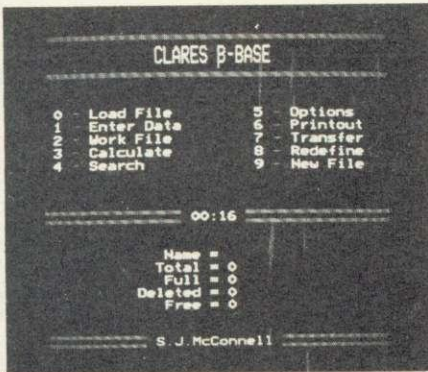 CLARES β-BASE
0 - Load File
1 - Enter Data
2 - Work File
3 - Calculate
4 - Search
5 - Options
6 - Printout
7 - Transfer
8 - Redefine
9 - New File
00:16
Name =
Total = 0
Full = 0
Deleted = 0
Free = 0
S.J.McConnell